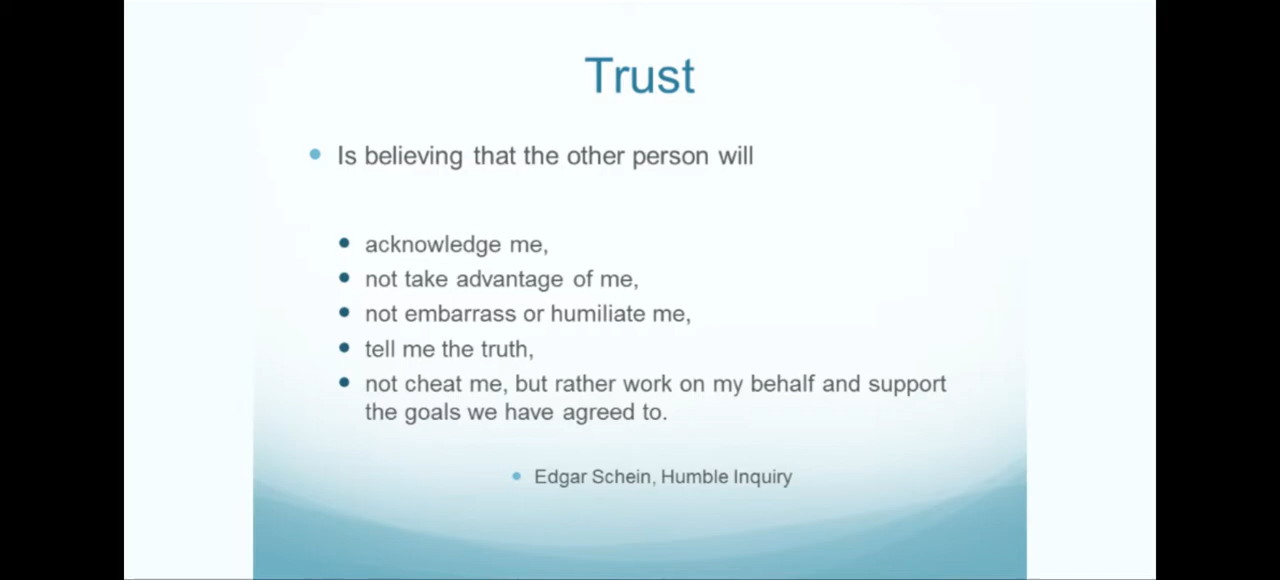 Trust
Is believing that the other person will
acknowledge me,
not take advantage of me,
not embarrass or humiliate me,
tell me the truth,
not cheat me, but rather work on my behalf and support
the goals we have agreed to.
Edgar Schein, Humble Inquiry